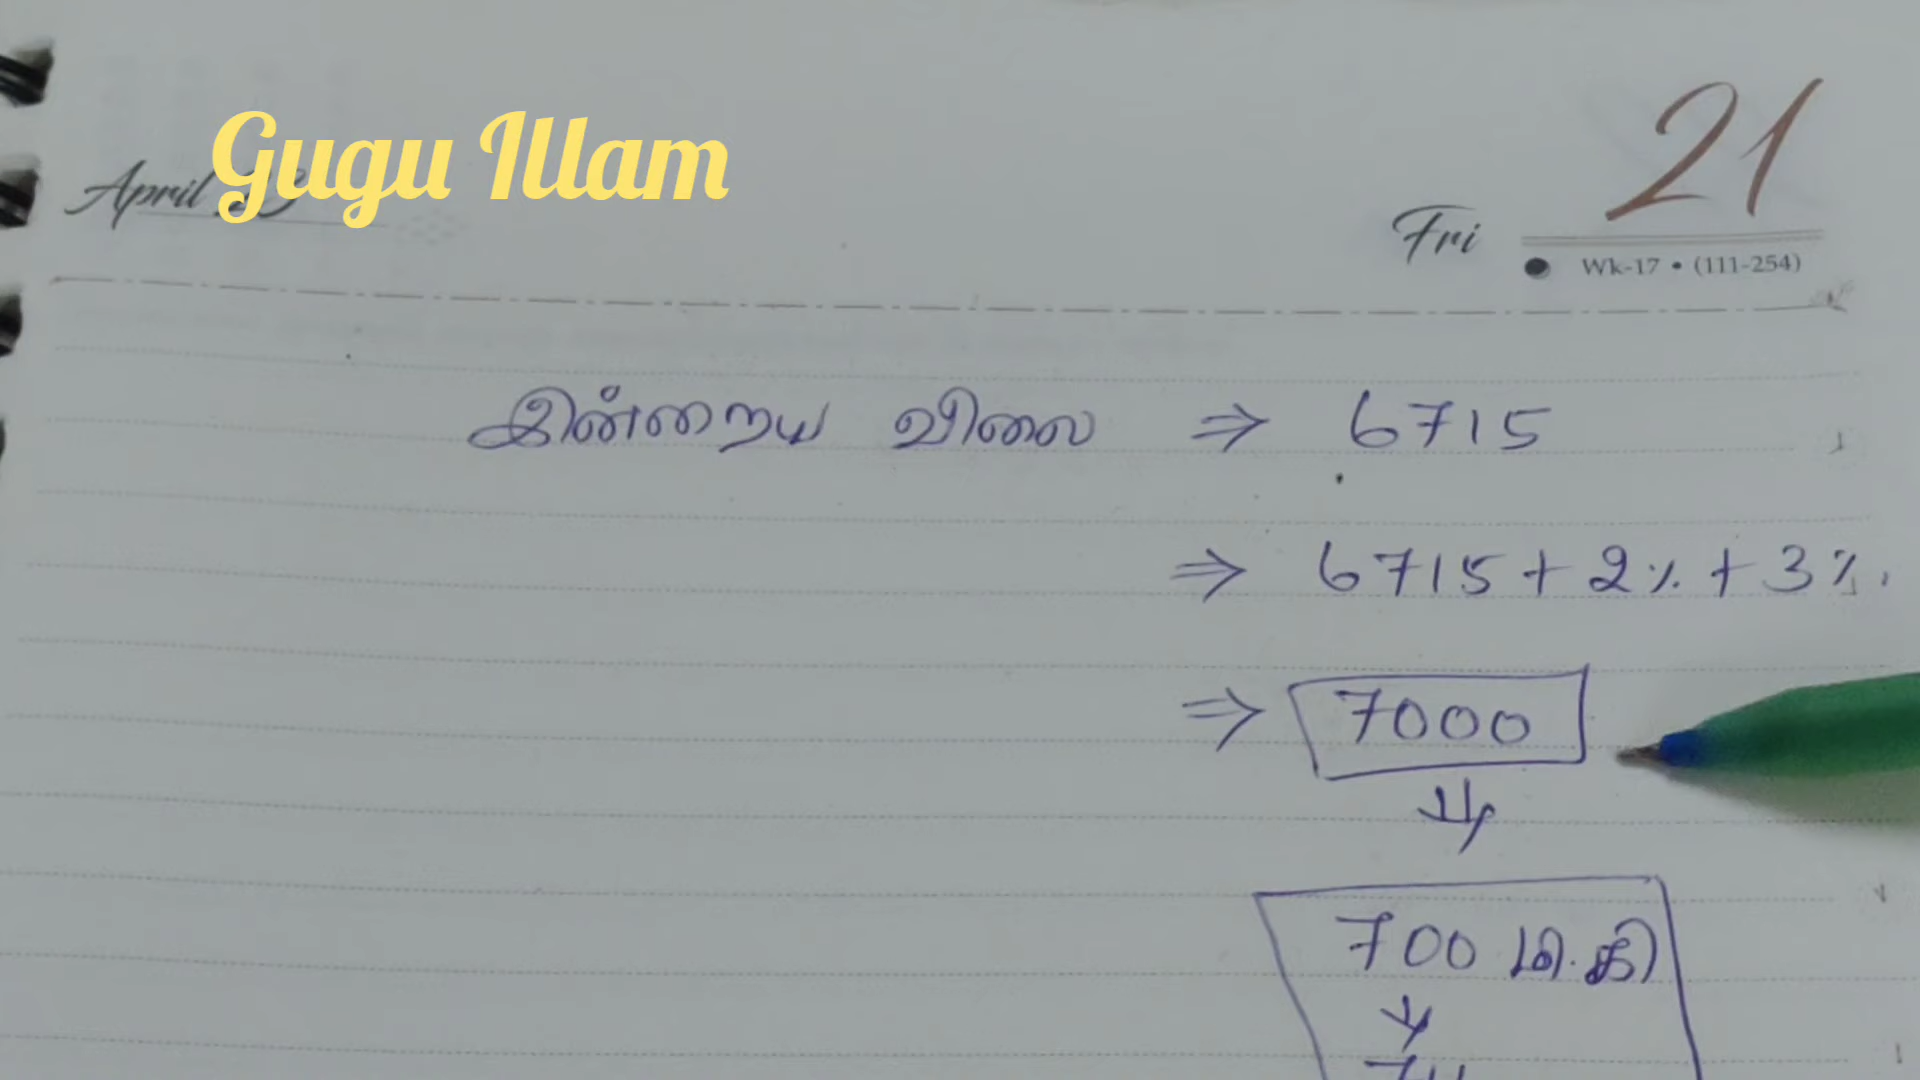 Gugu Illam
April
Fri 21
Wk-17 • (111-254)
இன்றைய விலை ⇒ 6715
⇒ 6715 + 2% + 3%.
⇒ 7000
700 மி.கி